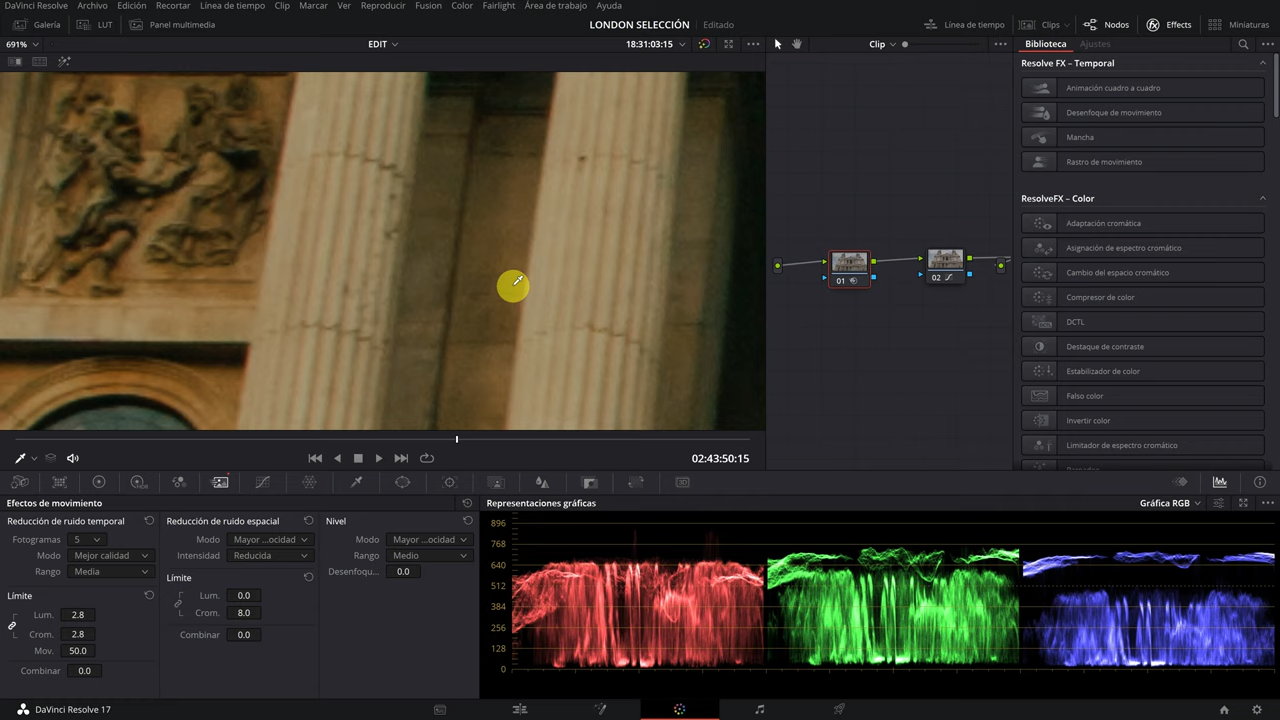 DaVinci Resolve Archivo Edición Recortar Línea de tiempo Clip Marcar Ver Reproducir Fusion Color Fairlight Área de trabajo Ayuda
Galería LUT Panel multimedia LONDON SELECCIÓN Editado Línea de tiempo Clips Nodos Effects Miniaturas
691% EDIT 18:31:03:15 Clip Biblioteca Ajustes
Resolve FX – Temporal
Animación cuadro a cuadro
Desenfoque de movimiento
Mancha
Rastro de movimiento
ResolveFX – Color
Adaptación cromática
Asignación de espectro cromático
Cambio del espacio cromático
Compresor de color
DCTL
Destaque de contraste
Estabilizador de color
Falso color
Invertir color
Limitador de espectro cromático
01 02
02:43:50:15
Efectos de movimiento
Reducción de ruido temporal
Fotogramas 5
Modo Mejor calidad
Rango Media
Límite
Lum. 2.8
Crom. 2.8
Mov. 50.0
Combinar 0.0
Reducción de ruido espacial
Modo Mayor ...ocidad
Intensidad Reducida
Límite
Lum. 0.0
Crom. 8.0
Combinar 0.0
Nivel
Modo Mayor ...ocidad
Rango Medio
Desenfoqu... 0.0
Representaciones gráficas Gráfica RGB
896
768
640
512
384
256
128
0
DaVinci Resolve 17